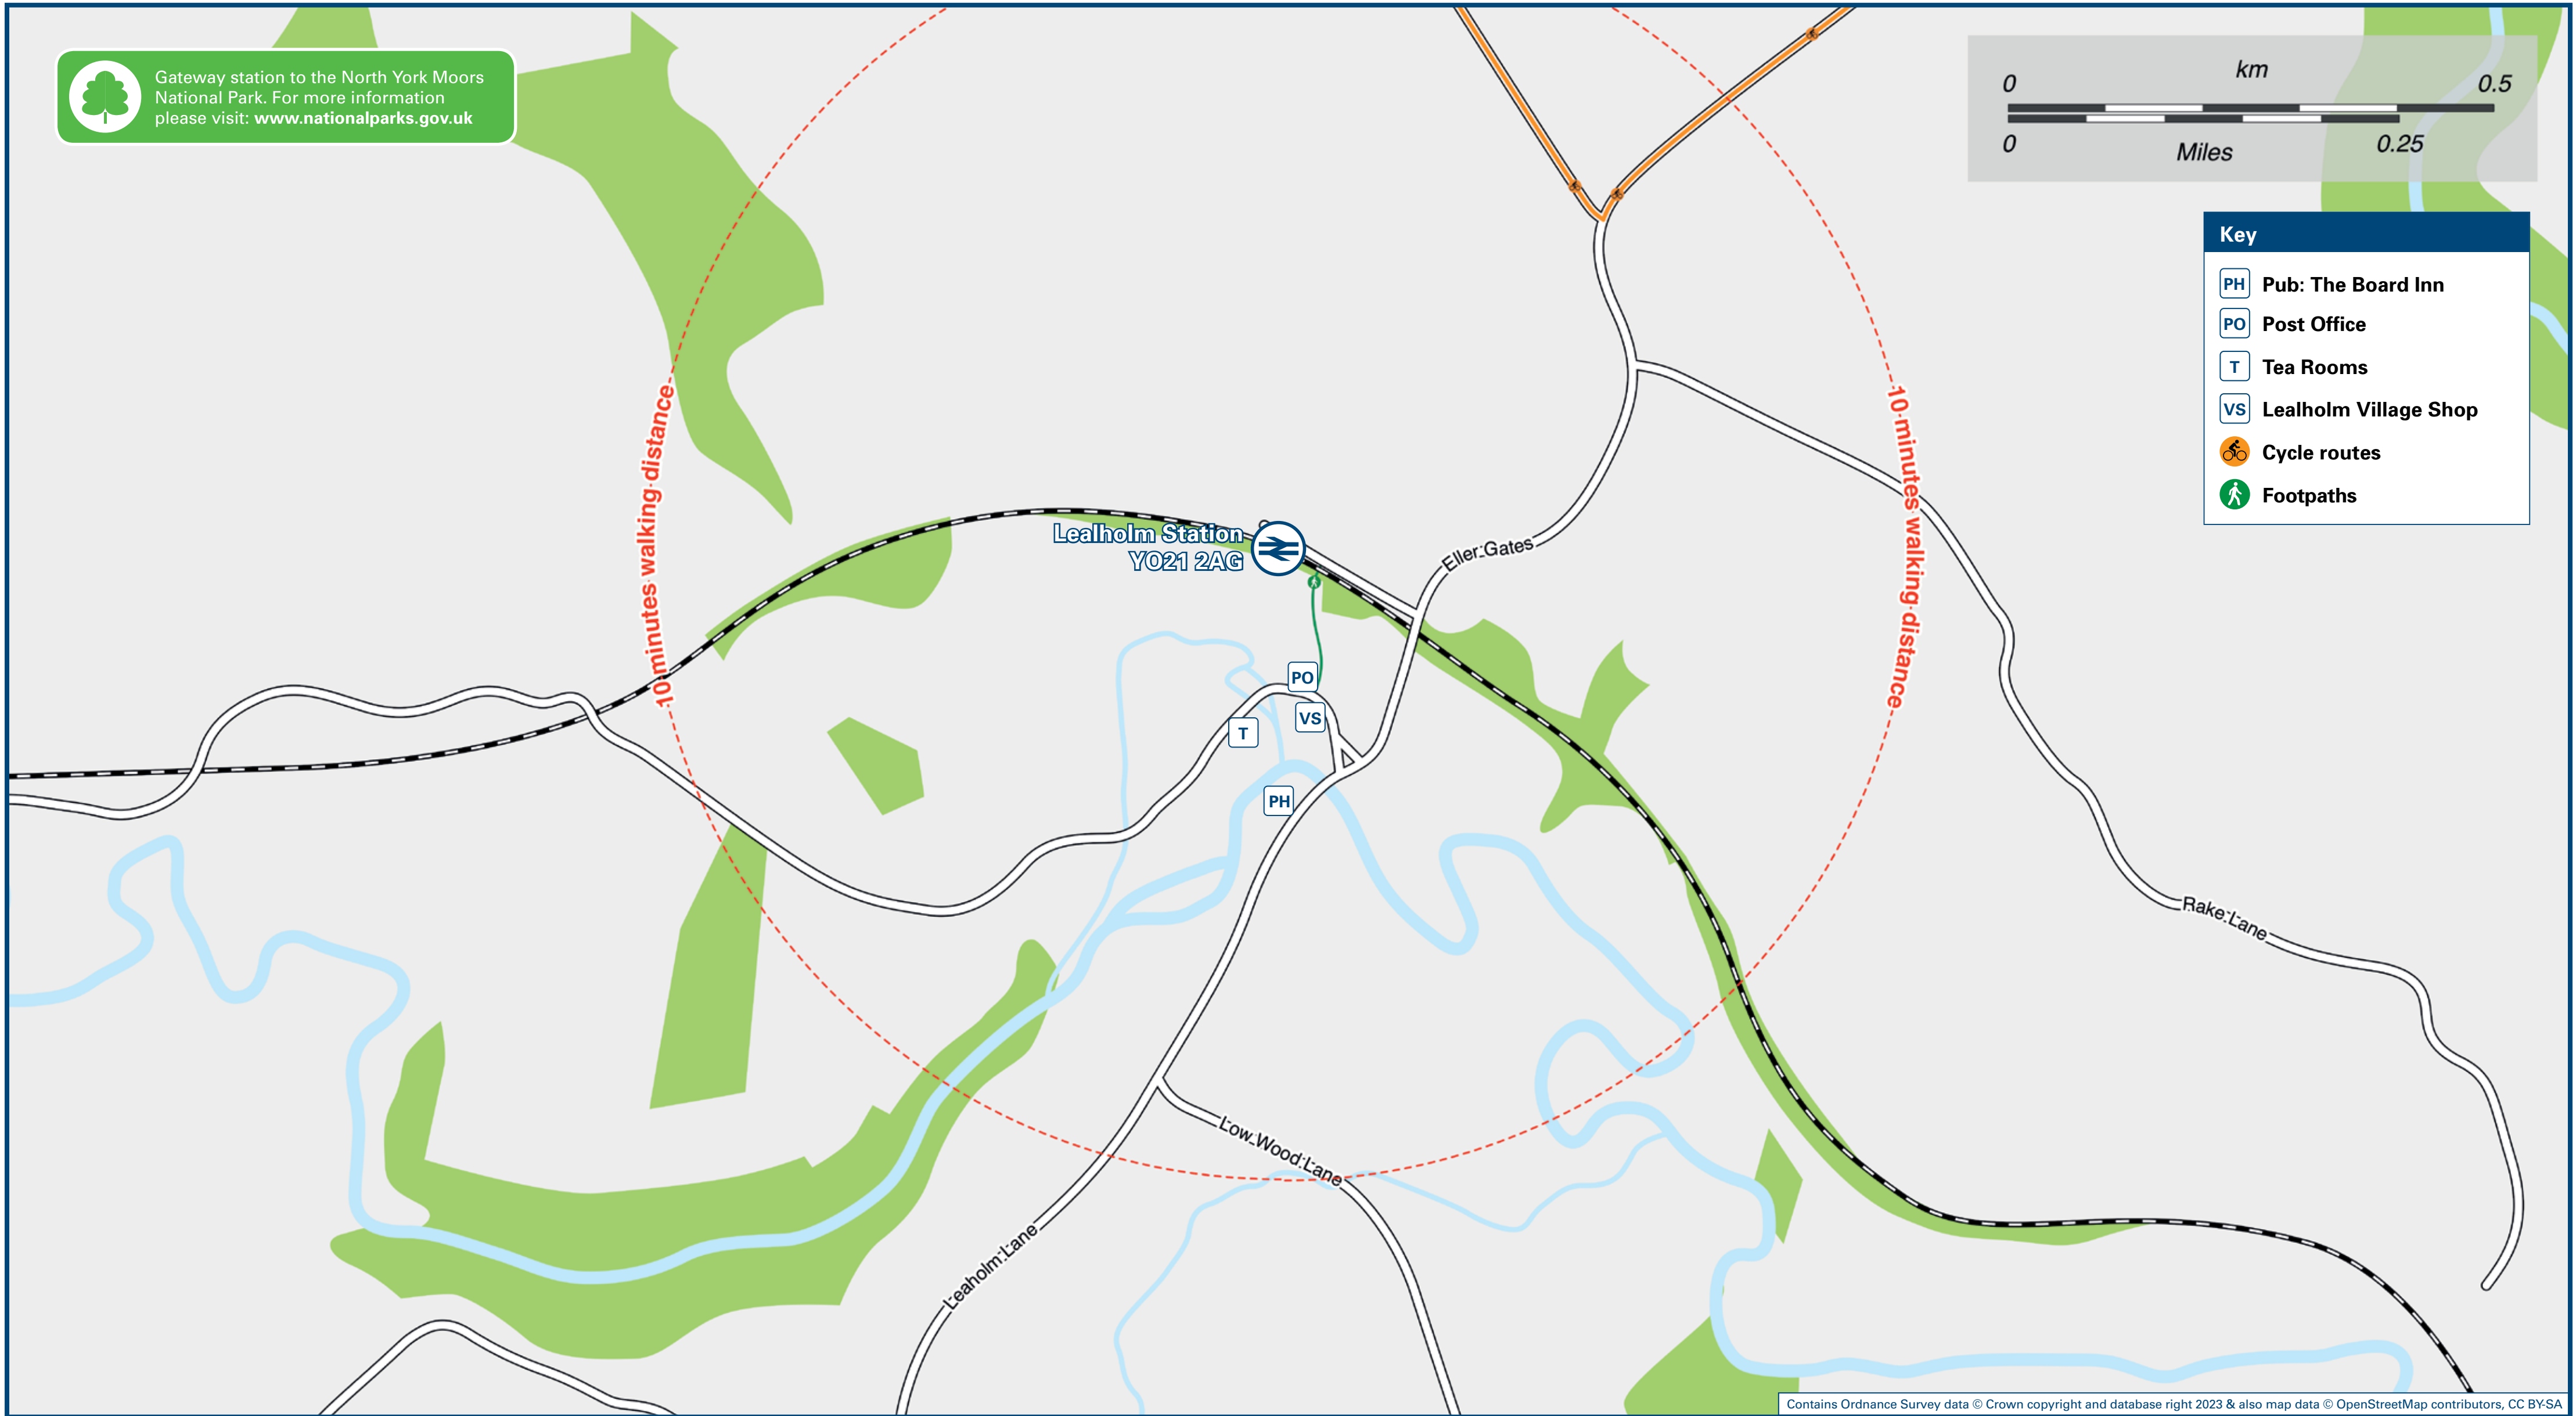 Gateway station to the North York Moors
National Park. For more information
please visit: www.nationalparks.gov.uk
km
0 0.5
0 0.25
Miles
Key
PH Pub: The Board Inn
PO Post Office
T Tea Rooms
VS Lealholm Village Shop
Cycle routes
Footpaths
10 minutes walking distance
10 minutes walking distance
Lealholm Station
YO21 2AG
Eller Gates
PO
VS
T
PH
Rake Lane
Low Wood Lane
Leaholm Lane
Contains Ordnance Survey data © Crown copyright and database right 2023 & also map data © OpenStreetMap contributors, CC BY-SA